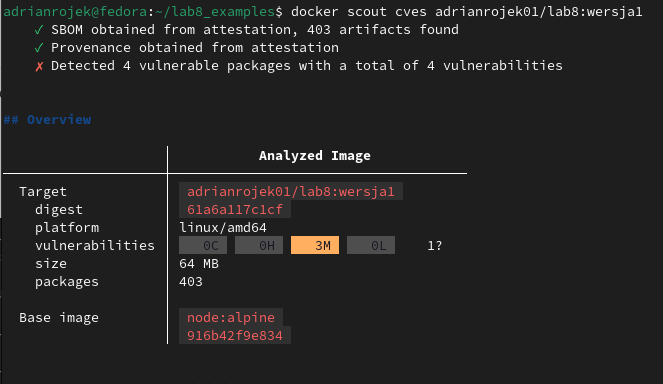 adrianrojek@fedora:~/lab8_examples$ docker scout cves adrianrojek01/lab8:wersja1
✓ SBOM obtained from attestation, 403 artifacts found
✓ Provenance obtained from attestation
✗ Detected 4 vulnerable packages with a total of 4 vulnerabilities
## Overview
Analyzed Image
Target adrianrojek01/lab8:wersja1
digest 61a6a117c1cf
platform linux/amd64
vulnerabilities 0C 0H 3M 0L 1?
size 64 MB
packages 403
Base image node:alpine
916b42f9e834